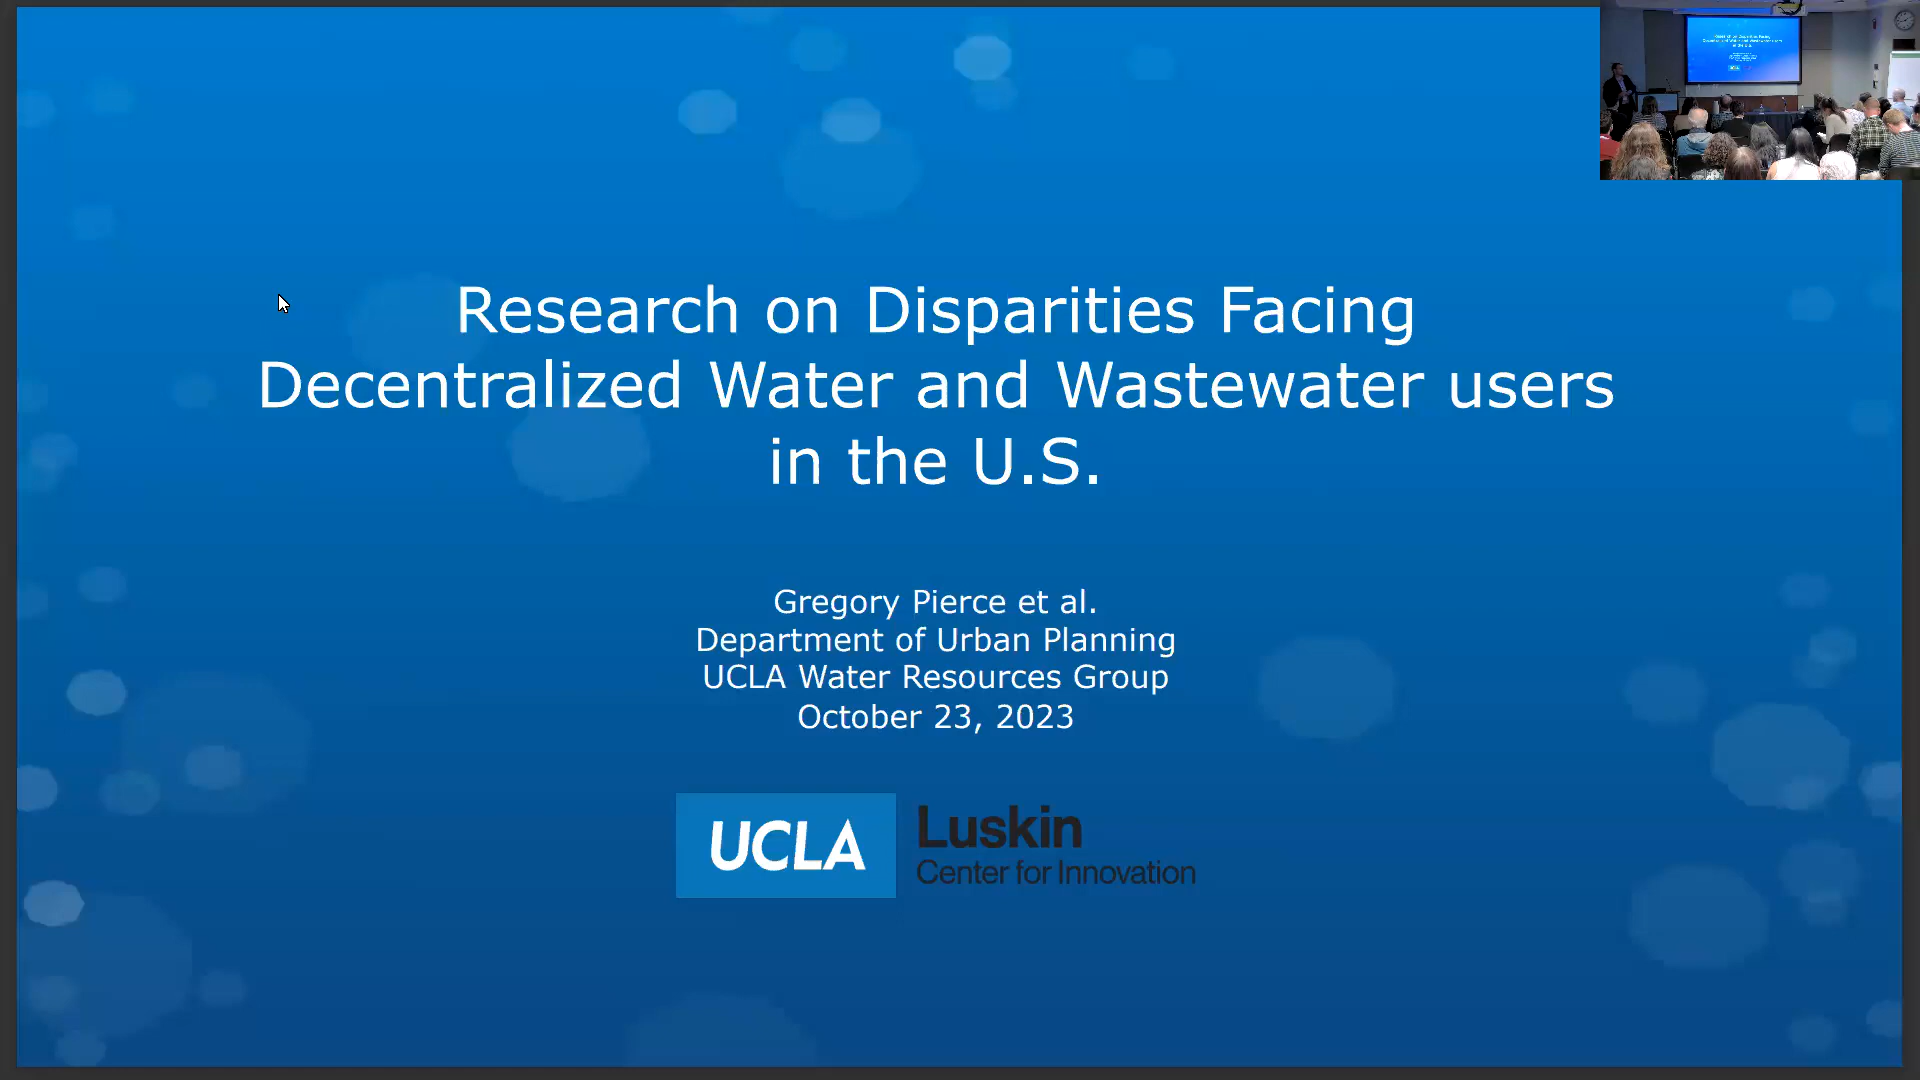 Research on Disparities Facing
Decentralized Water and Wastewater users
in the U.S.
Gregory Pierce et al.
Department of Urban Planning
UCLA Water Resources Group
October 23, 2023
UCLA
Luskin
Center for Innovation